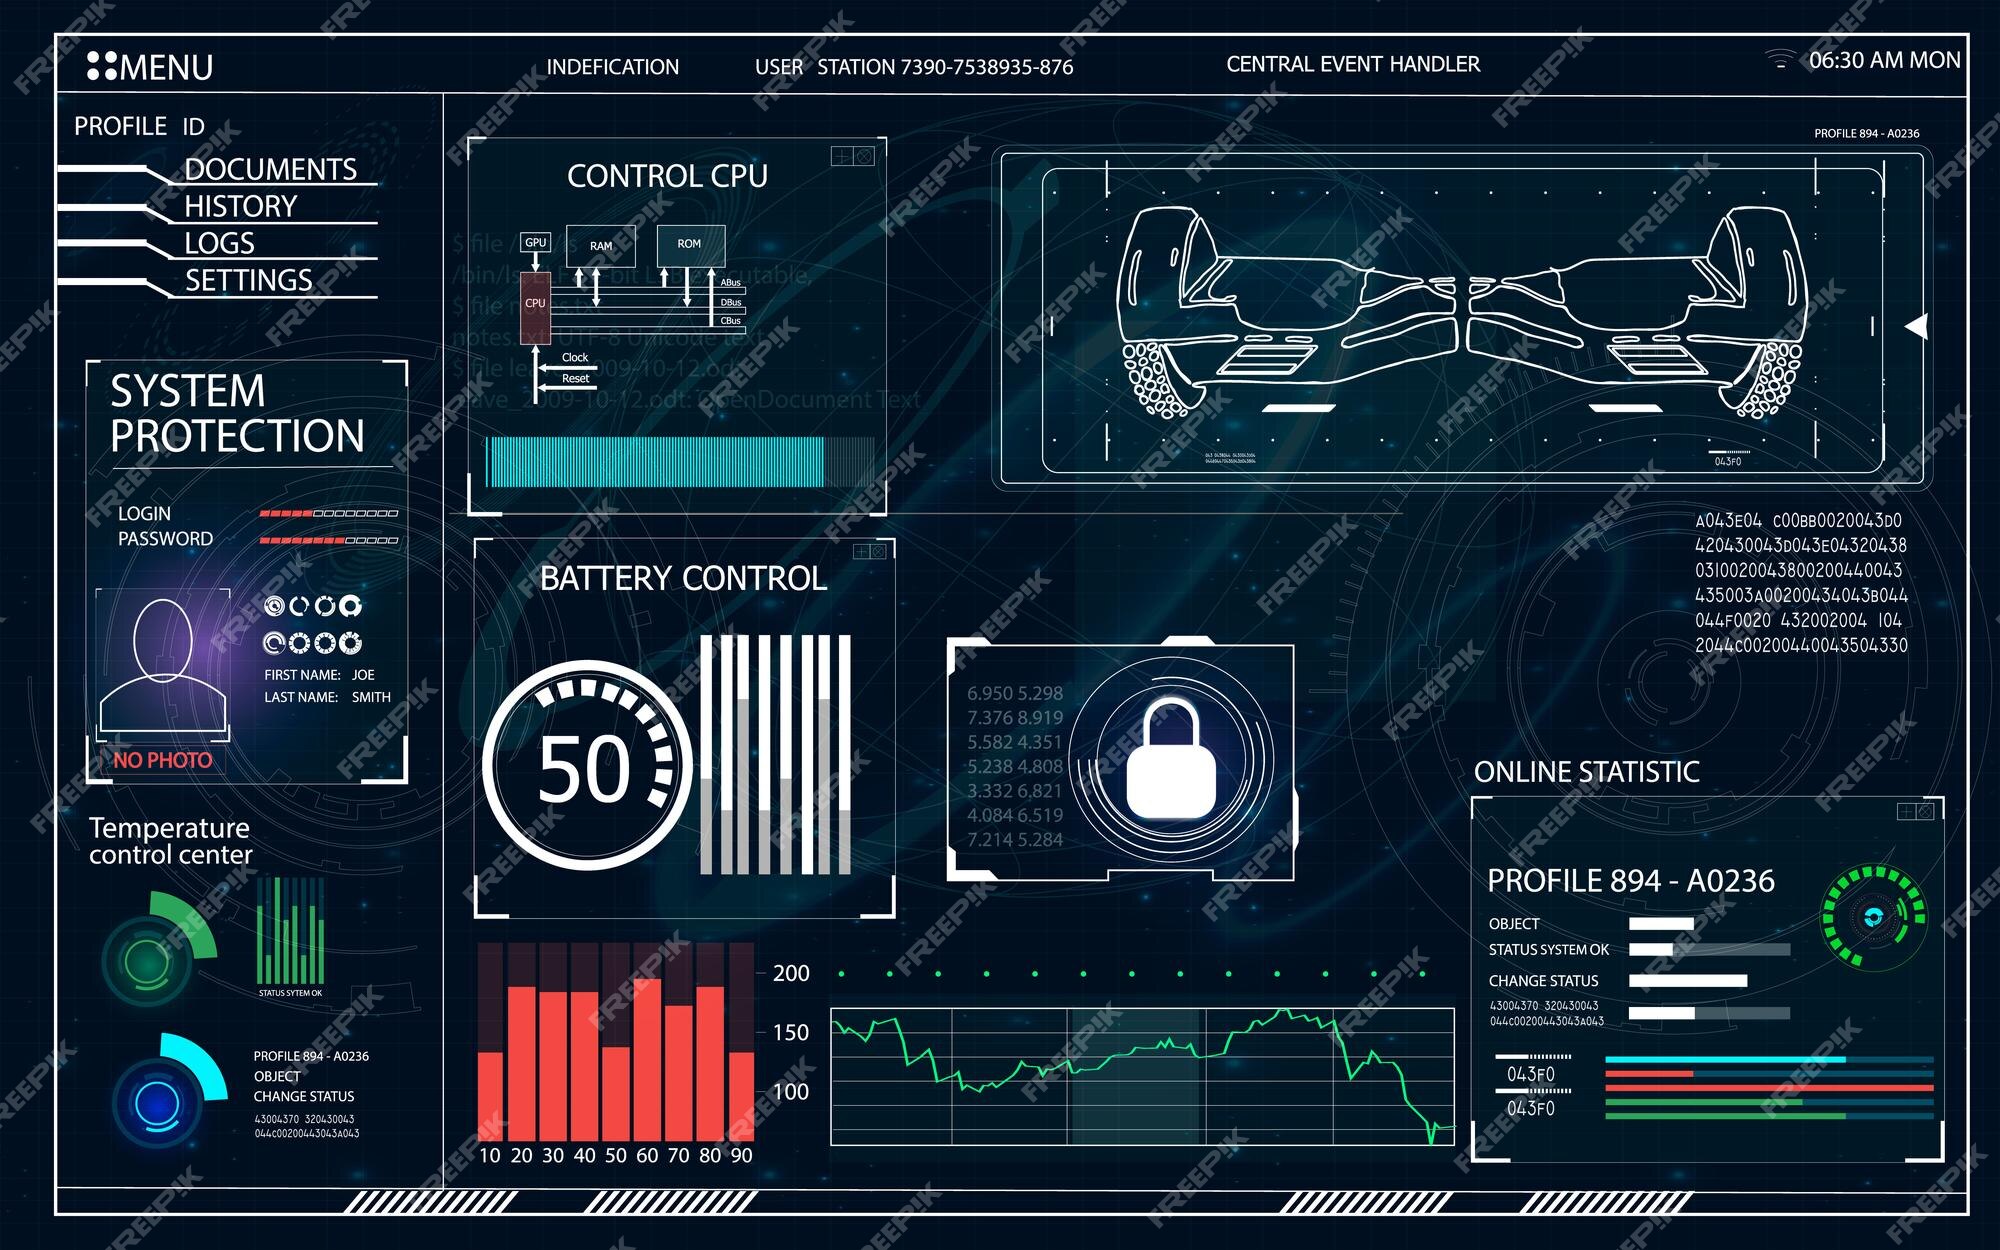 MENU
INDEFICATION
USER STATION 7390-7538935-876
CENTRAL EVENT HANDLER
06:30 AM MON
PROFILE ID
DOCUMENTS
HISTORY
LOGS
SETTINGS
SYSTEM
PROTECTION
LOGIN
PASSWORD
FIRST NAME: JOE
LAST NAME: SMITH
NO PHOTO
Temperature
control center
STATUS SYTEM OK
PROFILE 894 - A0236
OBJECT
CHANGE STATUS
43004370 320430043
044c00200443043A043
CONTROL CPU
GPU
RAM
ROM
CPU
ABus
DBus
CBus
Clock
Reset
BATTERY CONTROL
50
200
150
100
10 20 30 40 50 60 70 80 90
PROFILE 894 - A0236
043F0
A043E04 C00BB0020043D0
420430043D043E04320438
03I0020043800200440043
435003A00200434043B044
044F0020 432002004 I04
2044C00200440043504330
6.950 5.298
7.376 8.919
5.582 4.351
5.238 4.808
3.332 6.821
4.084 6.519
7.214 5.284
ONLINE STATISTIC
PROFILE 894 - A0236
OBJECT
STATUS SYSTEM OK
CHANGE STATUS
43004370 320430043
044c00200443043A043
043F0
043F0
FREEPIK